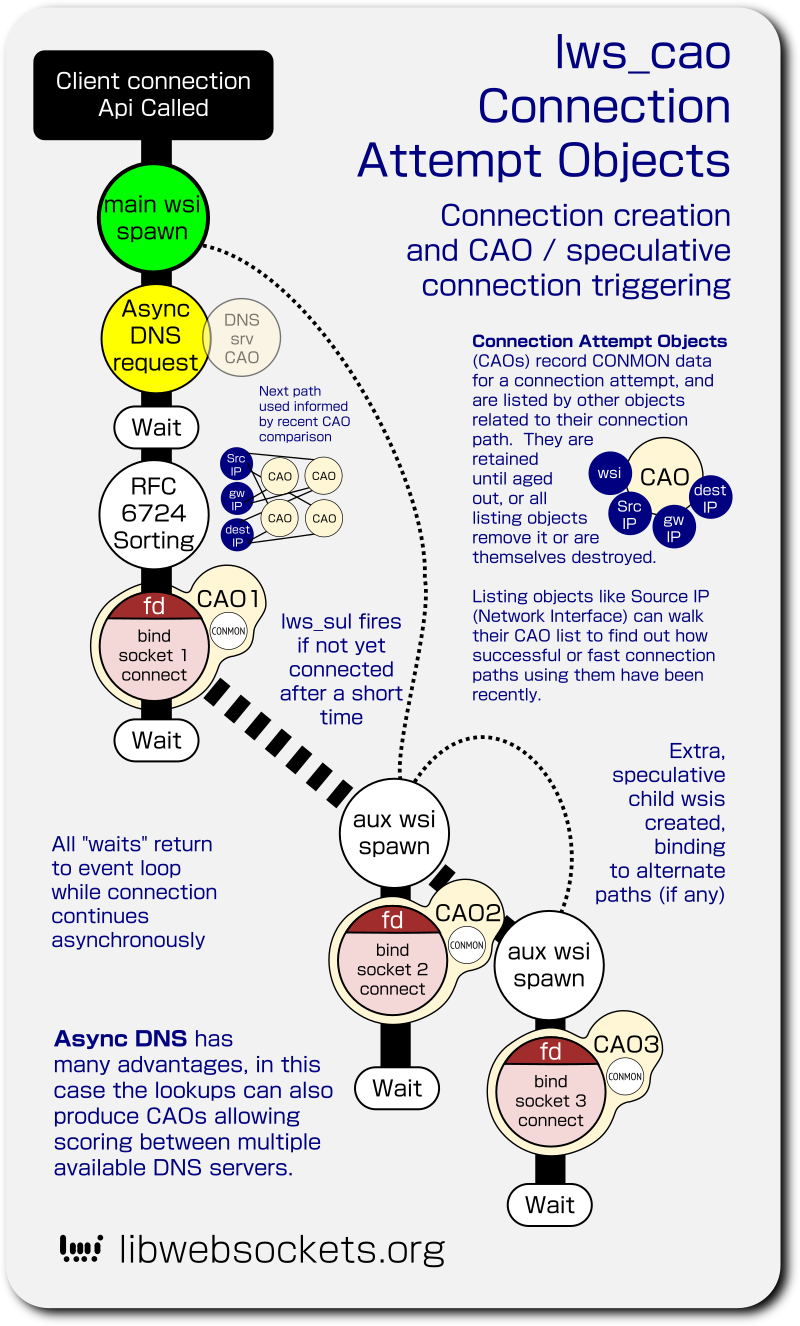 lws_cao
Connection
Attempt Objects
Connection creation
and CAO / speculative
connection triggering
Client connection
Api Called
main wsi
spawn
Async
DNS
request
DNS
srv
CAO
Wait
Next path
used informed
by recent CAO
comparison
RFC
6724
Sorting
Src
IP
gw
IP
dest
IP
CAO
CAO
CAO
CAO
Connection Attempt Objects
(CAOs) record CONMON data
for a connection attempt, and
are listed by other objects
related to their connection
path.  They are
retained
until aged
out, or all
listing objects
remove it or are
themselves destroyed.
wsi
CAO
Src
IP
gw
IP
dest
IP
Listing objects like Source IP
(Network Interface) can walk
their CAO list to find out how
successful or fast connection
paths using them have been
recently.
fd
bind
socket 1
connect
CAO1
CONMON
Wait
lws_sul fires
if not yet
connected
after a short
time
Extra,
speculative
child wsis
created,
binding
to alternate
paths (if any)
aux wsi
spawn
All "waits" return
to event loop
while connection
continues
asynchronously
fd
bind
socket 2
connect
CAO2
CONMON
Wait
aux wsi
spawn
fd
bind
socket 3
connect
CAO3
CONMON
Wait
Async DNS has
many advantages, in this
case the lookups can also
produce CAOs allowing
scoring between multiple
available DNS servers.
libwebsockets.org